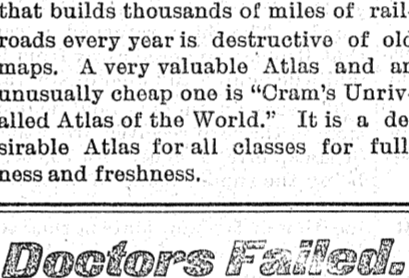 that builds thousands of miles of rail-
roads every year is destructive of old
maps. A very valuable Atlas and an
unusually cheap one is "Cram's Unriv-
alled Atlas of the World." It is a de-
sirable Atlas for all classes for full-
ness and freshness.
Doctors Failed.